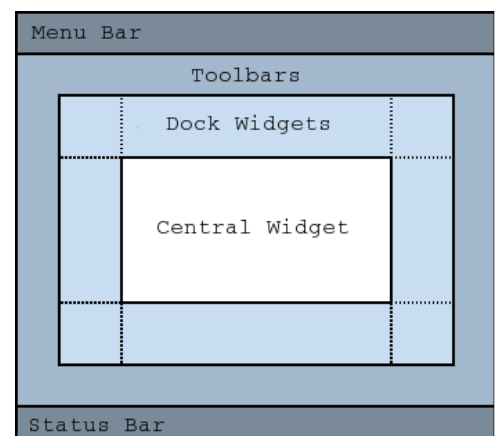 Menu Bar
Toolbars
Dock Widgets
Central Widget
Status Bar